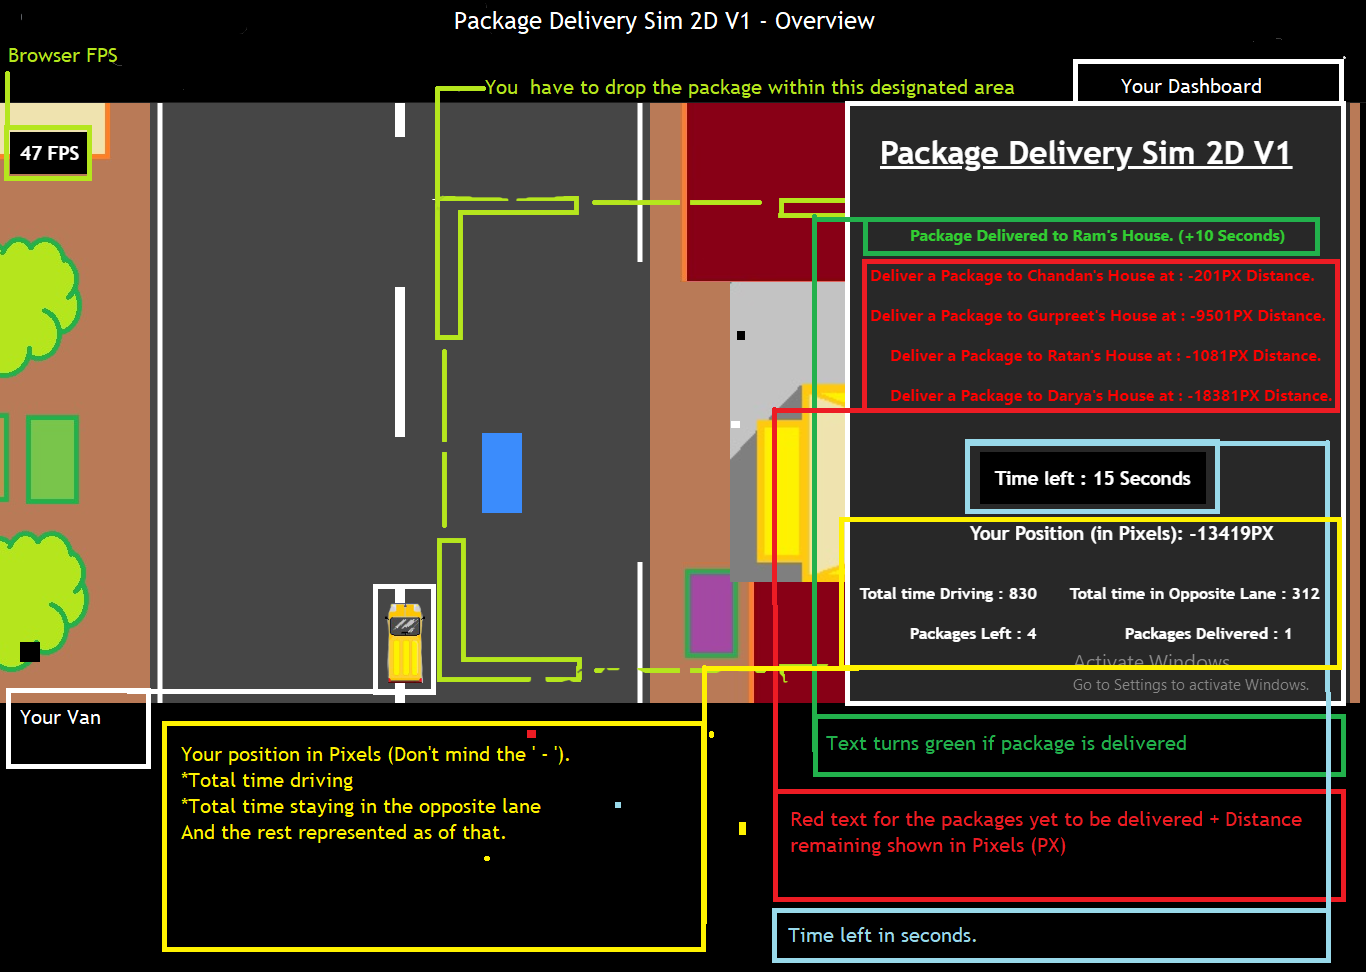 Package Delivery Sim 2D V1 - Overview
Browser FPS
You have to drop the package within this designated area
Your Dashboard
47 FPS
Package Delivery Sim 2D V1
Package Delivered to Ram's House. (+10 Seconds)
Deliver a Package to Chandan's House at : -201PX Distance.
Deliver a Package to Gurpreet's House at : -9501PX Distance.
Deliver a Package to Ratan's House at : -1081PX Distance.
Deliver a Package to Darya's House at : -18381PX Distance.
Time left : 15 Seconds
Your Position (in Pixels): -13419PX
Total time Driving : 830
Total time in Opposite Lane : 312
Packages Left : 4
Packages Delivered : 1
Activate Windows
Go to Settings to activate Windows.
Your Van
Your position in Pixels (Don't mind the ' - ').
*Total time driving
*Total time staying in the opposite lane
And the rest represented as of that.
Text turns green if package is delivered
Red text for the packages yet to be delivered + Distance
remaining shown in Pixels (PX)
Time left in seconds.